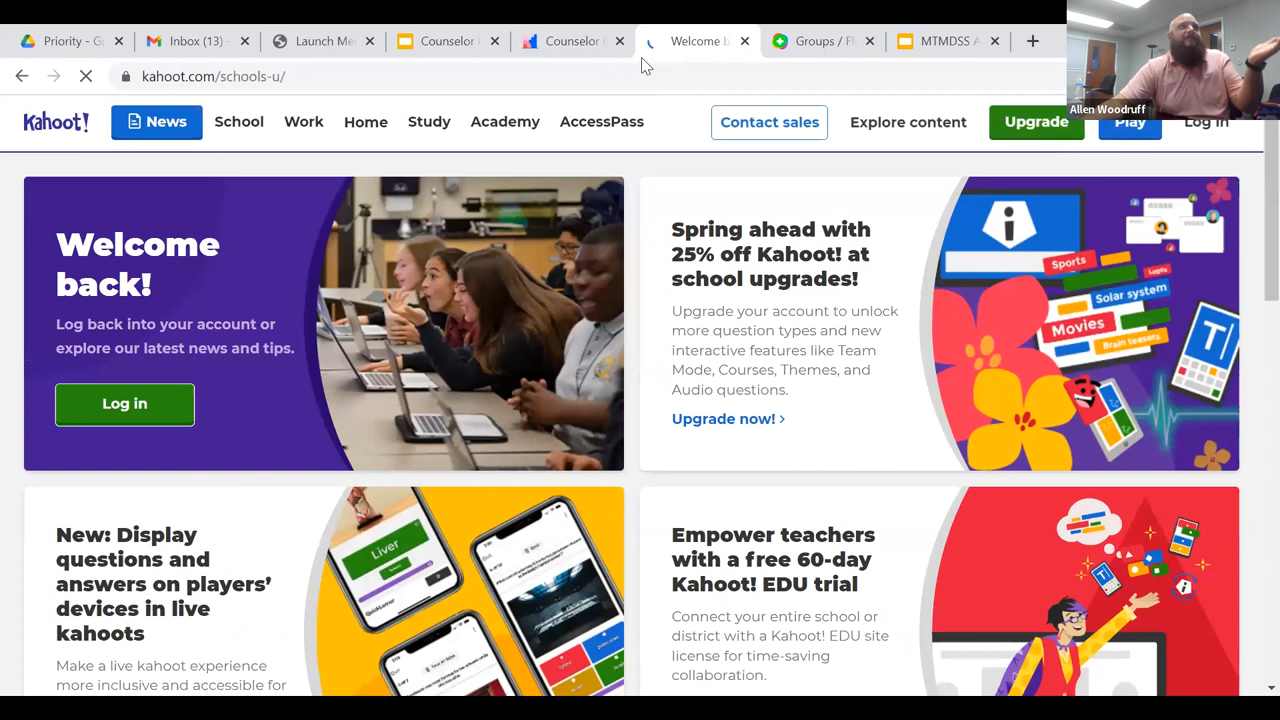 Priority - G
Inbox (13) -
Launch Me
Counselor
Counselor
Welcome b
Groups / Fl
MTMDSS A
kahoot.com/schools-u/
Kahoot!
News
School
Work
Home
Study
Academy
AccessPass
Contact sales
Explore content
Upgrade
Play
Log in
Allen Woodruff
Welcome
back!
Log back into your account or
explore our latest news and tips.
Log in
Spring ahead with
25% off Kahoot! at
school upgrades!
Upgrade your account to unlock
more question types and new
interactive features like Team
Mode, Courses, Themes, and
Audio questions.
Upgrade now!
Sports
Logos
Solar system
Movies
Brain teasers
T
New: Display
questions and
answers on players’
devices in live
kahoots
Make a live kahoot experience
more inclusive and accessible for
Liver
Empower teachers
with a free 60-day
Kahoot! EDU trial
Connect your entire school or
district with a Kahoot! EDU site
license for time-saving
collaboration.